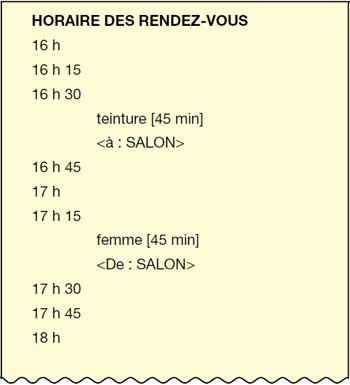 HORAIRE DES RENDEZ-VOUS
16 h
16 h 15
16 h 30
teinture [45 min]
<à : SALON>
16 h 45
17 h
17 h 15
femme [45 min]
<De : SALON>
17 h 30
17 h 45
18 h